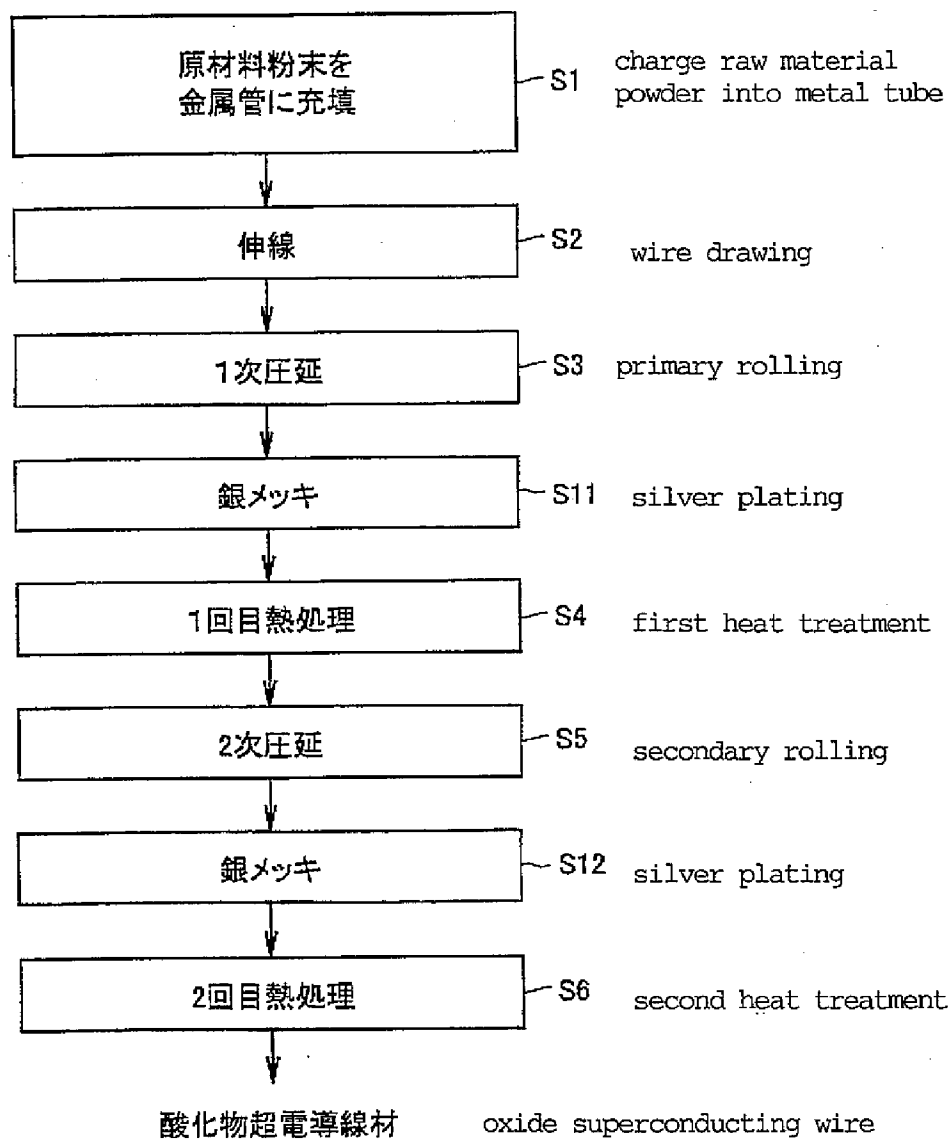 原材料粉末を
金属管に充填
S1
charge raw material
powder into metal tube
伸線
S2
wire drawing
1次圧延
S3
primary rolling
銀メッキ
S11
silver plating
1回目熱処理
S4
first heat treatment
2次圧延
S5
secondary rolling
銀メッキ
S12
silver plating
2回目熱処理
S6
second heat treatment
酸化物超電導線材
oxide superconducting wire